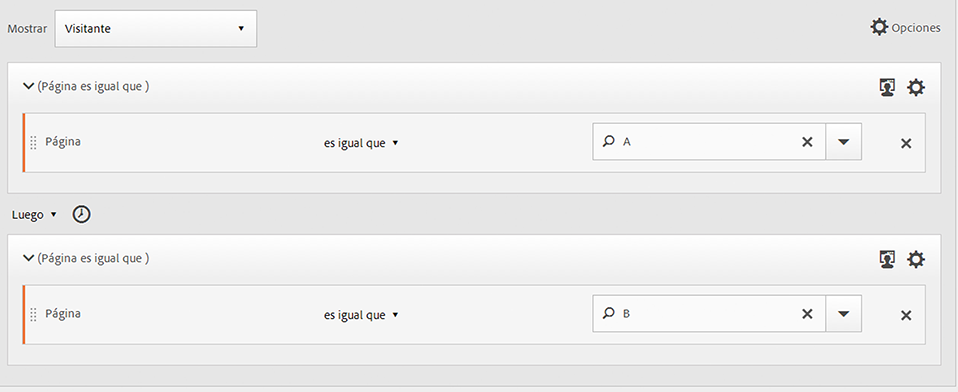 Mostrar Visitante Opciones
(Página es igual que )
Página es igual que A
Luego
(Página es igual que )
Página es igual que B